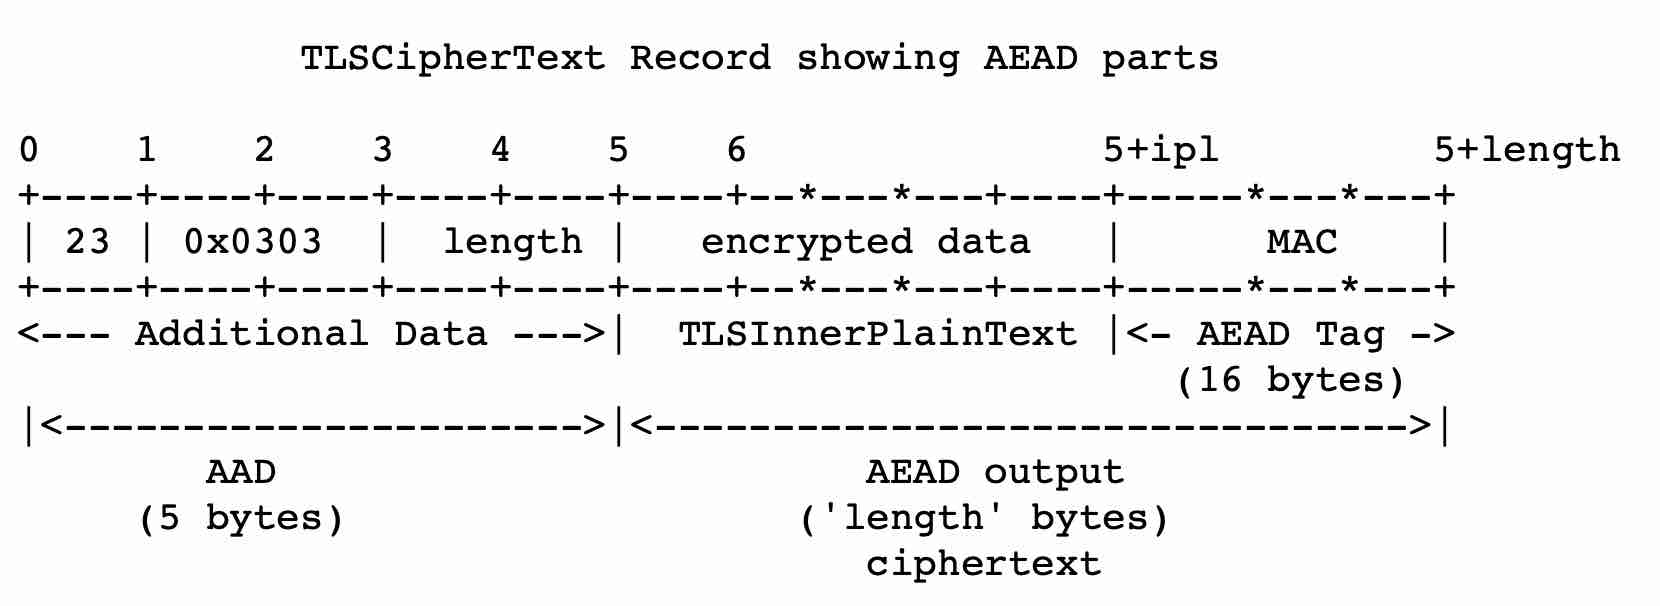 TLSCipherText Record showing AEAD parts
0    1    2    3    4    5    6               5+ipl         5+length
+----+----+----+----+----+----+--*---*---+----+-----*---*---+
| 23 | 0x0303  |  length |   encrypted data   |      MAC    |
+----+----+----+----+----+----+--*---*---+----+-----*---*---+
<--- Additional Data --->|  TLSInnerPlainText |<- AEAD Tag ->
(16 bytes)
|<---------------------->|<-------------------------------->|
AAD                         AEAD output
(5 bytes)                   ('length' bytes)
ciphertext